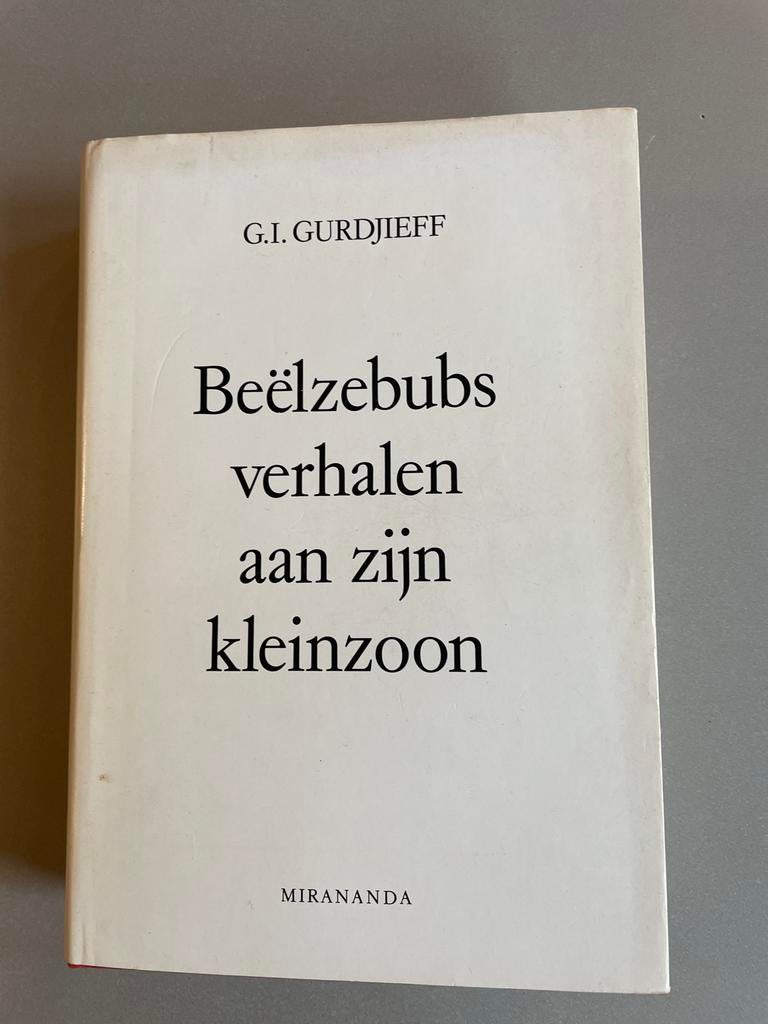 G.I. GURDJIEFF
Beëlzebubs
verhalen
aan zijn
kleinzoon
MIRANANDA